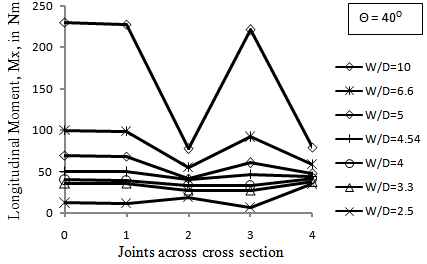 Θ = 40⁰
Longitudinal Moment, Mx, in Nm
250
200
150
100
50
0
0 1 2 3 4
Joints across cross section
W/D=10
W/D=6.6
W/D=5
W/D=4.54
W/D=4
W/D=3.3
W/D=2.5